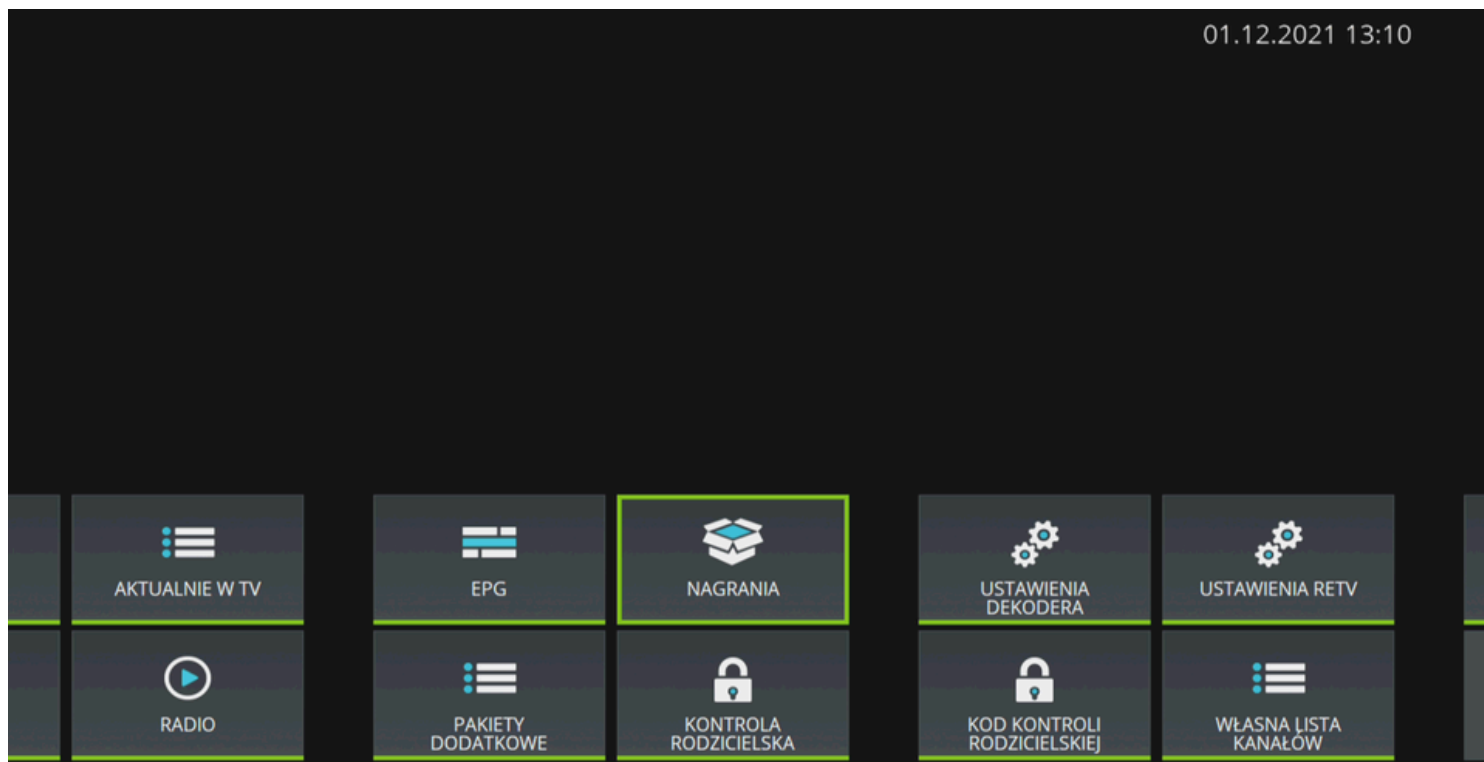 01.12.2021 13:10
AKTUALNIE W TV
EPG
NAGRANIA
USTAWIENIA
DEKODERA
USTAWIENIA RETV
RADIO
PAKIETY
DODATKOWE
KONTROLA
RODZICIELSKA
KOD KONTROLI
RODZICIELSKIEJ
WŁASNA LISTA
KANAŁÓW